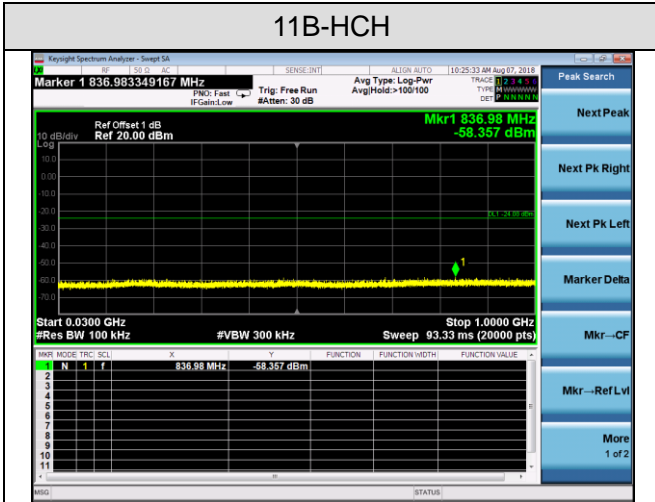 11B-HCH
Keysight Spectrum Analyzer - Swept SA
RF 50 Ω AC SENSE:INT ALIGN AUTO 10:25:33 AM Aug 07, 2018
Marker 1 836.983349167 MHz
PNO: Fast
IFGain:Low
Trig: Free Run
#Atten: 30 dB
Avg Type: Log-Pwr
Avg|Hold:>100/100
TRACE 1 2 3 4 5 6
TYPE M W W W W W
DET P N N N N N
Peak Search
Next Peak
Next Pk Right
Next Pk Left
Marker Delta
Mkr→CF
Mkr→Ref Lvl
More
1 of 2
Ref Offset 1 dB
10 dB/div Ref 20.00 dBm
Log
Mkr1 836.98 MHz
-58.357 dBm
10.0
0.00
-10.0
-20.0
DL1 -24.00 dBm
-30.0
-40.0
-50.0
1
-60.0
-70.0
Start 0.0300 GHz
#Res BW 100 kHz
#VBW 300 kHz
Stop 1.0000 GHz
Sweep 93.33 ms (20000 pts)
MKR MODE TRC SCL X Y FUNCTION FUNCTION WIDTH FUNCTION VALUE
1 N 1 f 836.98 MHz -58.357 dBm
2
3
4
5
6
7
8
9
10
11
MSG STATUS